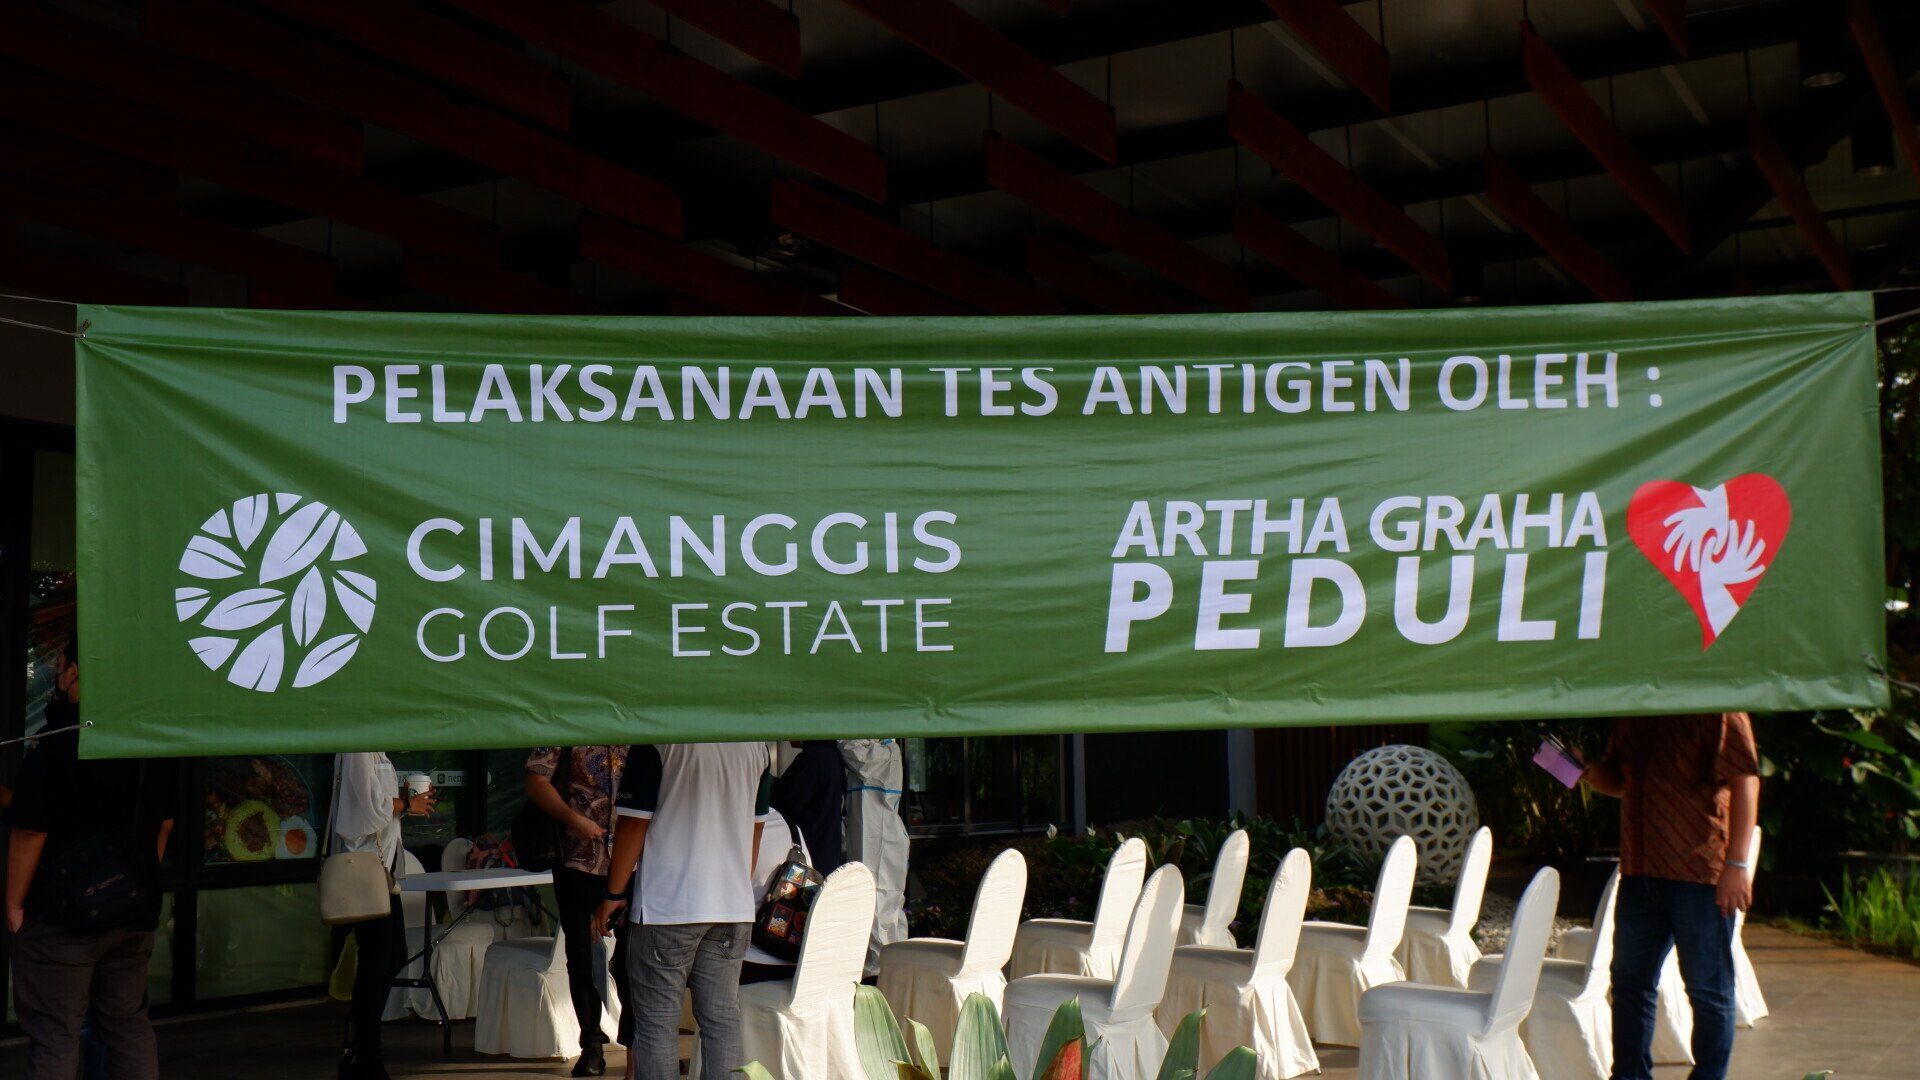 PELAKSANAAN TES ANTIGEN OLEH :
CIMANGGIS
GOLF ESTATE
ARTHA GRAHA
PEDULI